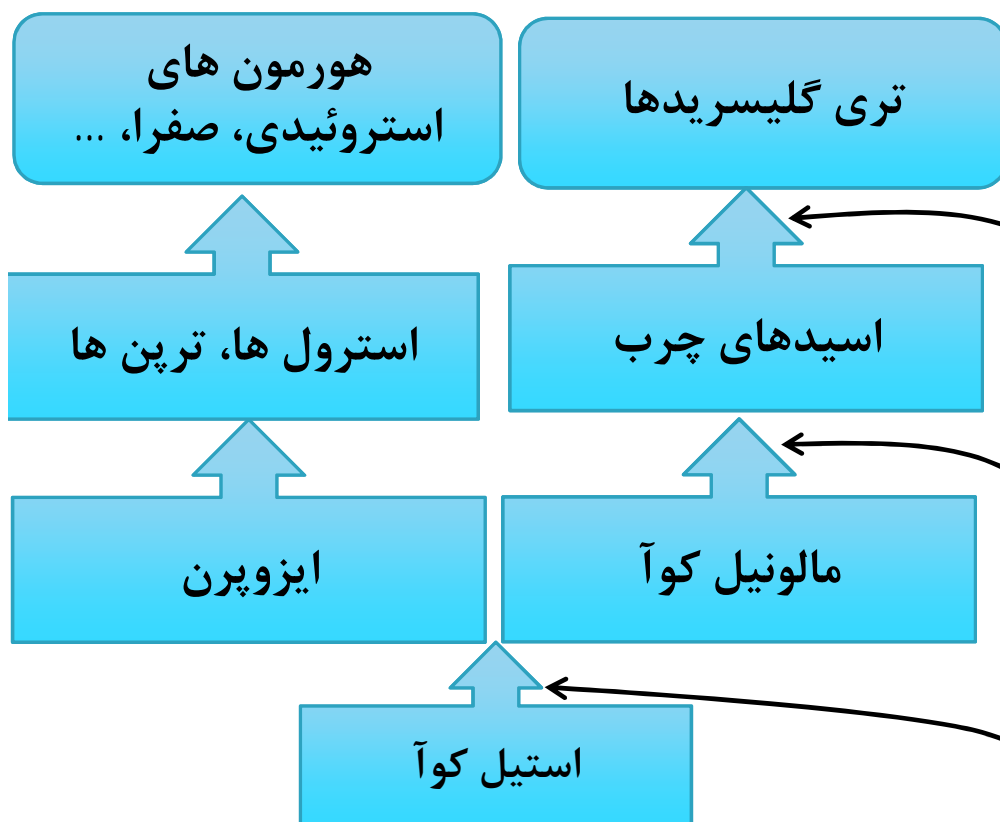 تری گلیسریدها
هورمون های
استروئیدی، صفرا، ...
اسیدهای چرب
استرول ها، ترپن ها
مالونیل کوآ
ایزوپرن
استیل کوآ